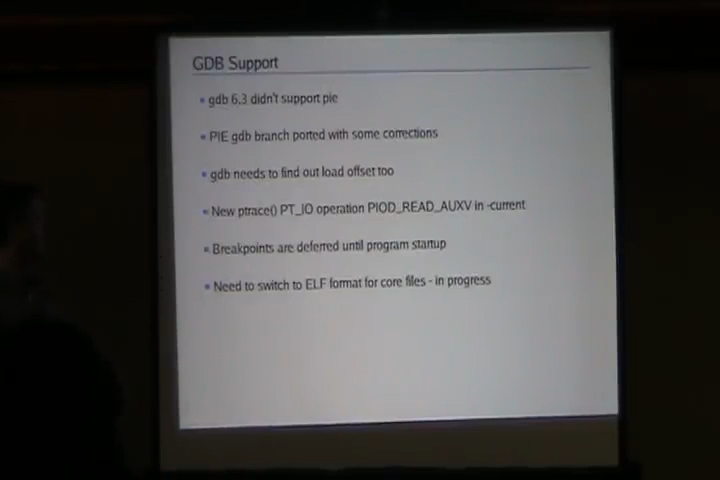 GDB Support
gdb 6.3 didn't support pie
PIE gdb branch ported with some corrections
gdb needs to find out load offset too
New ptrace() PT_IO operation PIOD_READ_AUXV in -current
Breakpoints are deferred until program startup
Need to switch to ELF format for core files - in progress